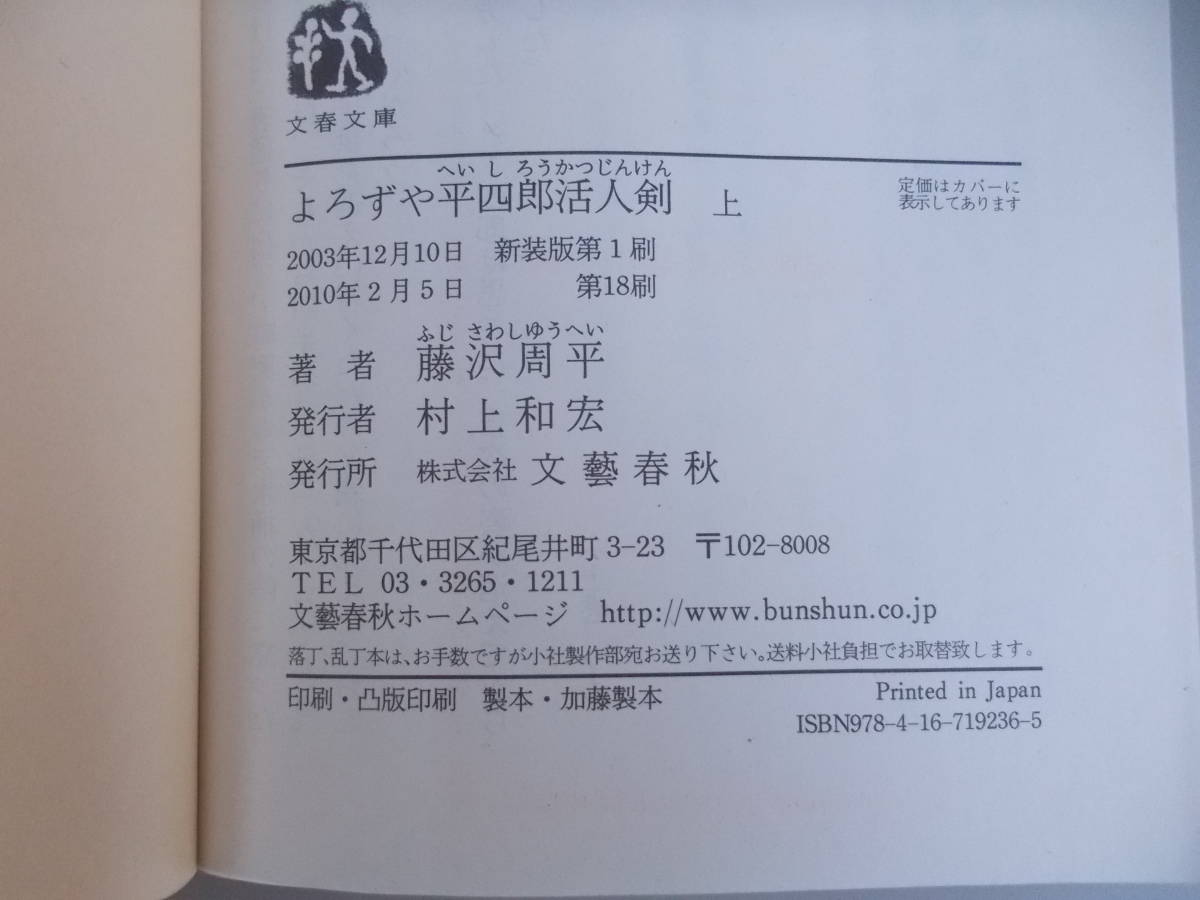 文春文庫
へいしろうかつじんけん
よろずや平四郎活人剣 上
定価はカバーに
表示してあります
2003年12月10日 新装版第1刷
2010年2月5日 第18刷
ふじさわしゆうへい
著者 藤沢周平
発行者 村上和宏
発行所 株式会社 文藝春秋
東京都千代田区紀尾井町3-23 〒102-8008
TEL 03・3265・1211
文藝春秋ホームページ http://www.bunshun.co.jp
落丁、乱丁本は、お手数ですが小社製作部宛お送り下さい。送料小社負担でお取替致します。
印刷・凸版印刷 製本・加藤製本
Printed in Japan
ISBN978-4-16-719236-5